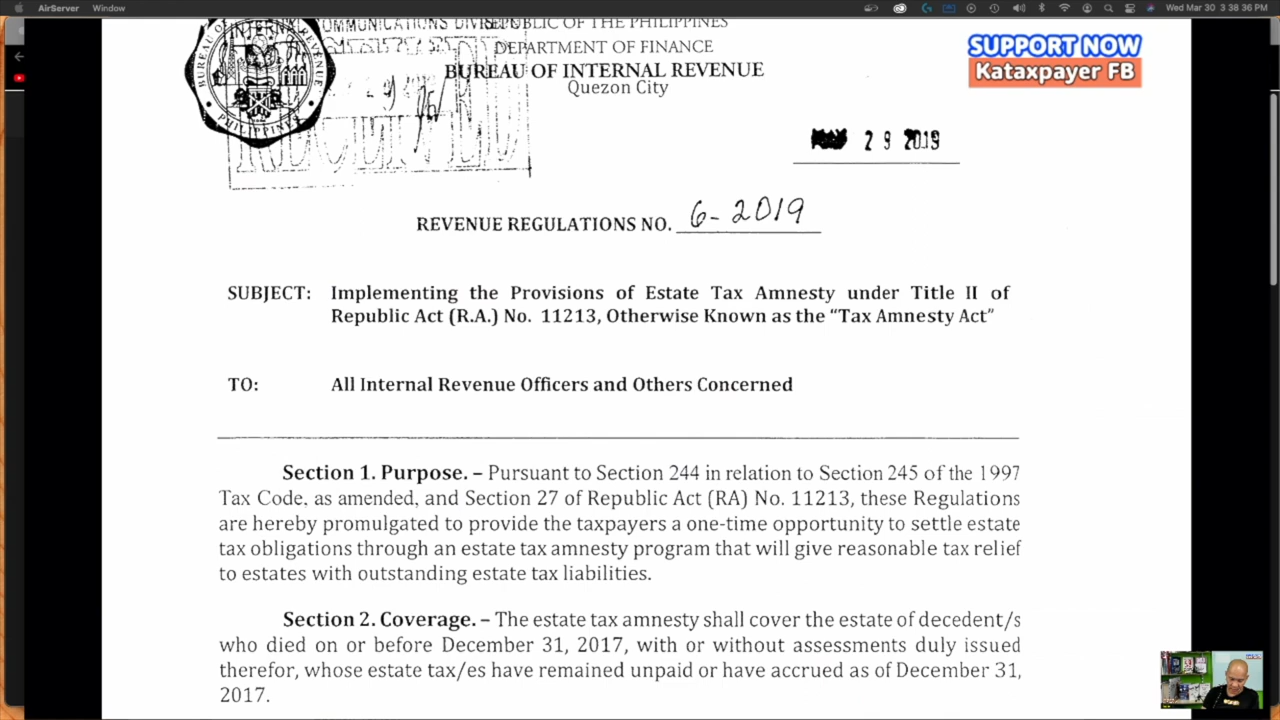 AirServer Window Wed Mar 30 3:38:36 PM
REPUBLIC OF THE PHILIPPINES
DEPARTMENT OF FINANCE
BUREAU OF INTERNAL REVENUE
Quezon City
SUPPORT NOW
Kataxpayer FB
29 2019
REVENUE REGULATIONS NO. 6-2019
SUBJECT: Implementing the Provisions of Estate Tax Amnesty under Title II of
Republic Act (R.A.) No. 11213, Otherwise Known as the “Tax Amnesty Act”
TO: All Internal Revenue Officers and Others Concerned
Section 1. Purpose. – Pursuant to Section 244 in relation to Section 245 of the 1997
Tax Code, as amended, and Section 27 of Republic Act (RA) No. 11213, these Regulations
are hereby promulgated to provide the taxpayers a one-time opportunity to settle estate
tax obligations through an estate tax amnesty program that will give reasonable tax relief
to estates with outstanding estate tax liabilities.
Section 2. Coverage. – The estate tax amnesty shall cover the estate of decedent/s
who died on or before December 31, 2017, with or without assessments duly issued
therefor, whose estate tax/es have remained unpaid or have accrued as of December 31,
2017.